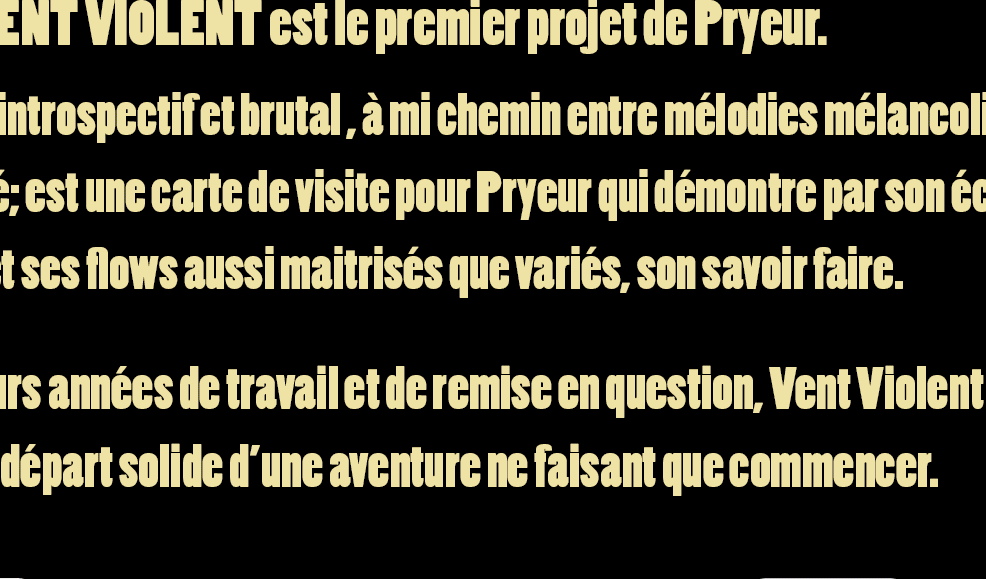 ENT VIOLENT est le premier projet de Pryeur.
introspectif et brutal , à mi chemin entre mélodies mélancoli
é; est une carte de visite pour Pryeur qui démontre par son éc
t ses flows aussi maitrisés que variés, son savoir faire.
urs années de travail et de remise en question, Vent Violent
départ solide d'une aventure ne faisant que commencer.